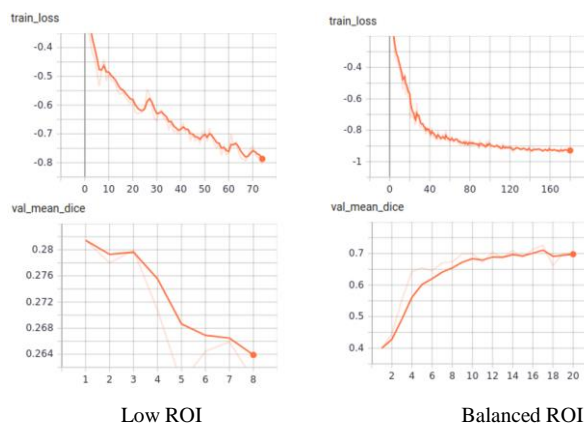 train_loss
-0.4
-0.5
-0.6
-0.7
-0.8
0 10 20 30 40 50 60 70
train_loss
-0.4
-0.6
-0.8
-1
0 40 80 120 160
val_mean_dice
0.28
0.276
0.272
0.268
0.264
1 2 3 4 5 6 7 8
val_mean_dice
0.7
0.6
0.5
0.4
2 4 6 8 10 12 14 16 18 20
Low ROI
Balanced ROI